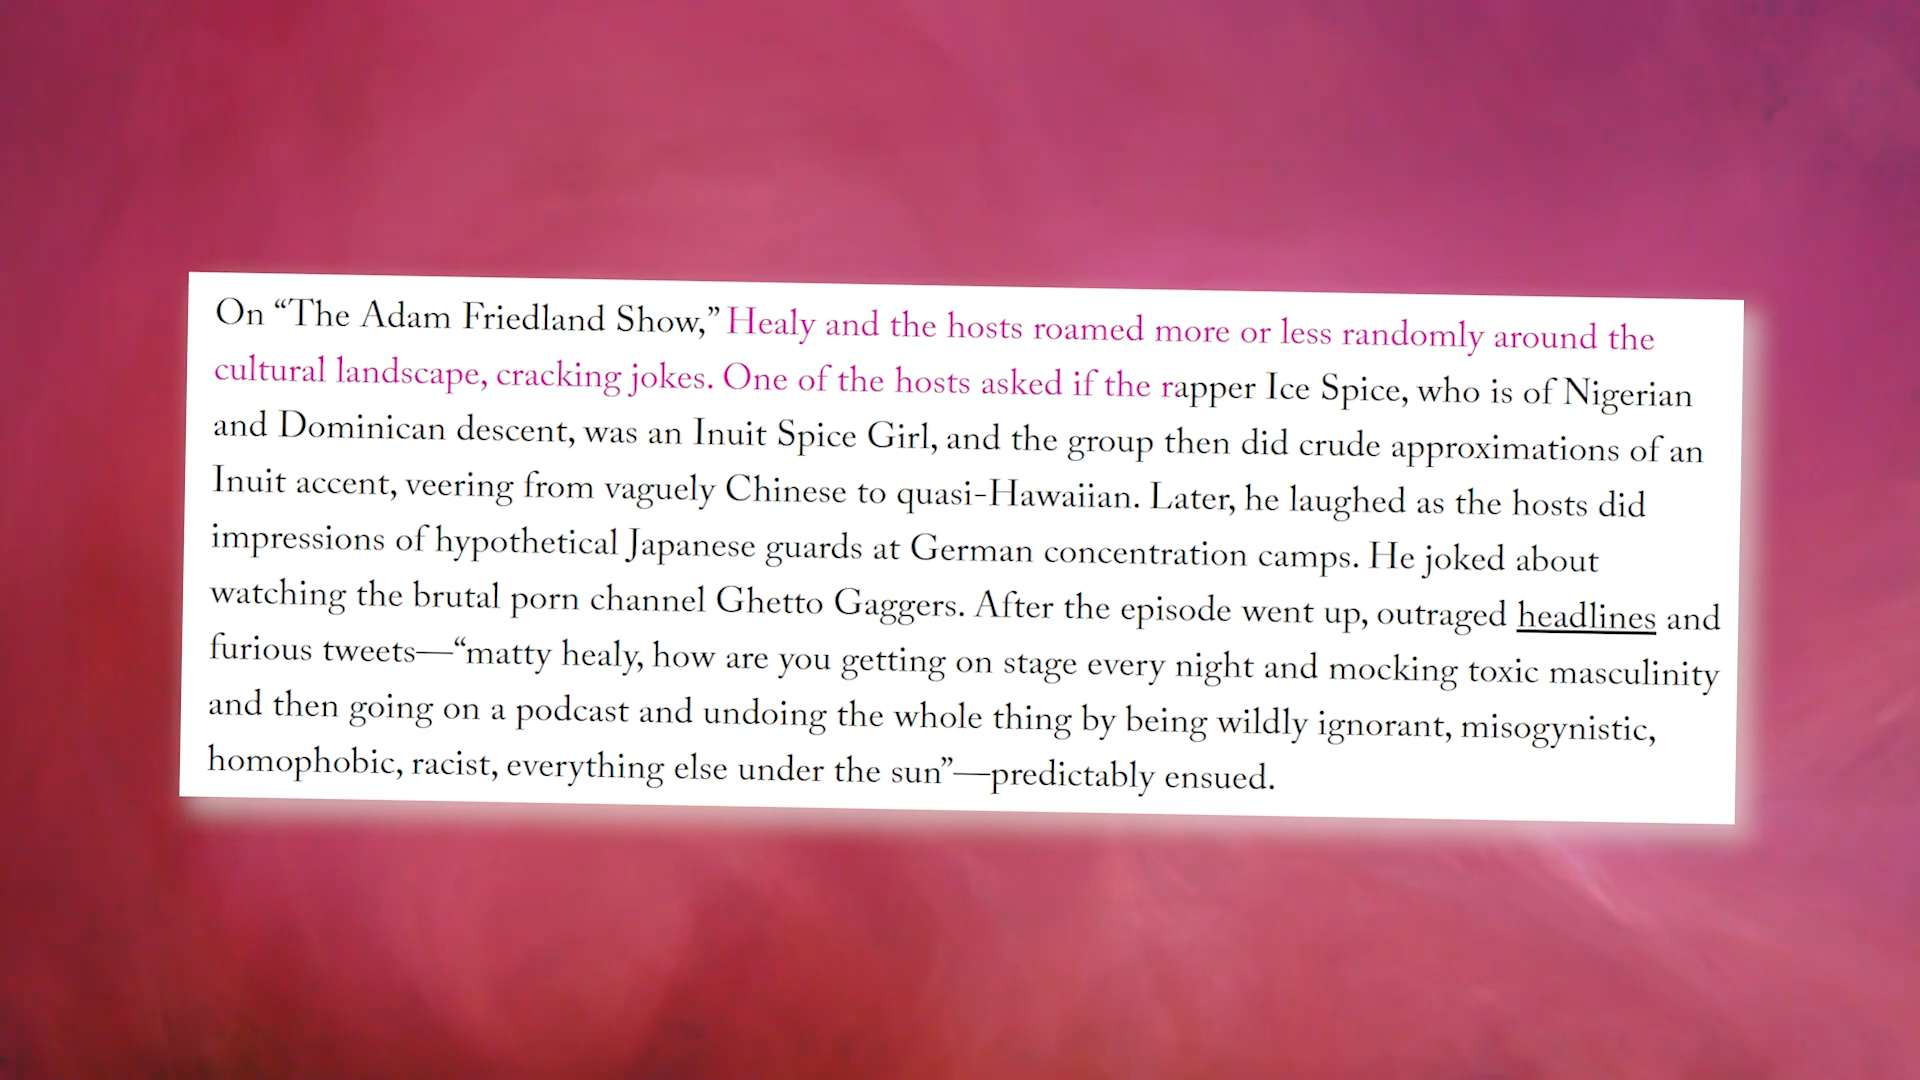 On “The Adam Friedland Show,” Healy and the hosts roamed more or less randomly around the
cultural landscape, cracking jokes. One of the hosts asked if the rapper Ice Spice, who is of Nigerian
and Dominican descent, was an Inuit Spice Girl, and the group then did crude approximations of an
Inuit accent, veering from vaguely Chinese to quasi-Hawaiian. Later, he laughed as the hosts did
impressions of hypothetical Japanese guards at German concentration camps. He joked about
watching the brutal porn channel Ghetto Gaggers. After the episode went up, outraged headlines and
furious tweets—“matty healy, how are you getting on stage every night and mocking toxic masculinity
and then going on a podcast and undoing the whole thing by being wildly ignorant, misogynistic,
homophobic, racist, everything else under the sun”—predictably ensued.